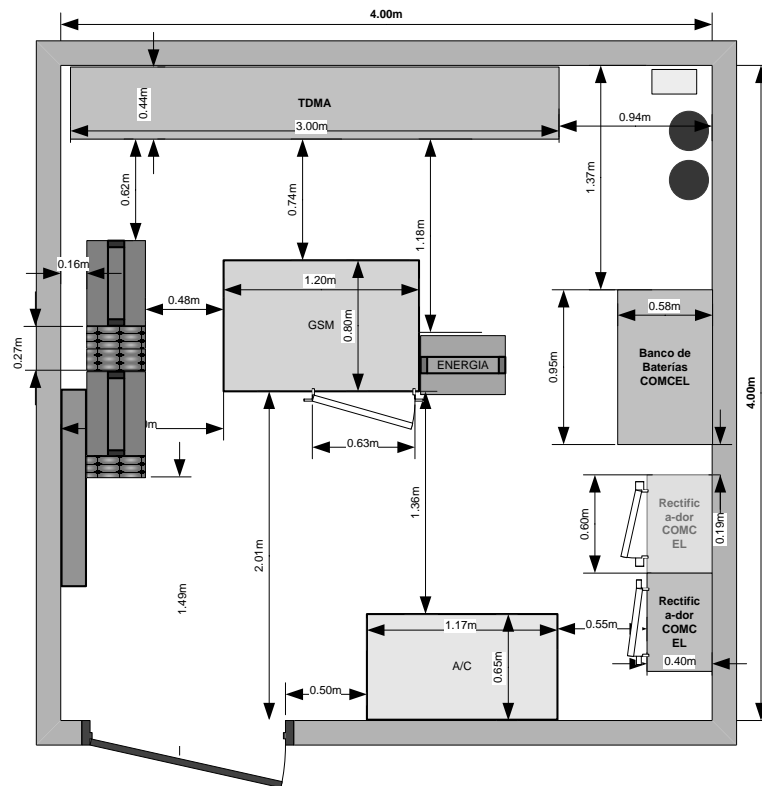 4.00m
TDMA
0.44m
3.00m
0.94m
0.62m
0.74m
1.18m
1.37m
0.16m
0.48m
1.20m
GSM
0.80m
ENERGIA
0.58m
Banco de
Baterías
COMCEL
0.95m
0.27m
4.00m
0.63m
1.36m
2.01m
0.60m
Rectific
a-dor
COMC
EL
0.19m
1.49m
Rectific
a-dor
COMC
EL
0.40m
0.55m
1.17m
A/C
0.65m
0.50m